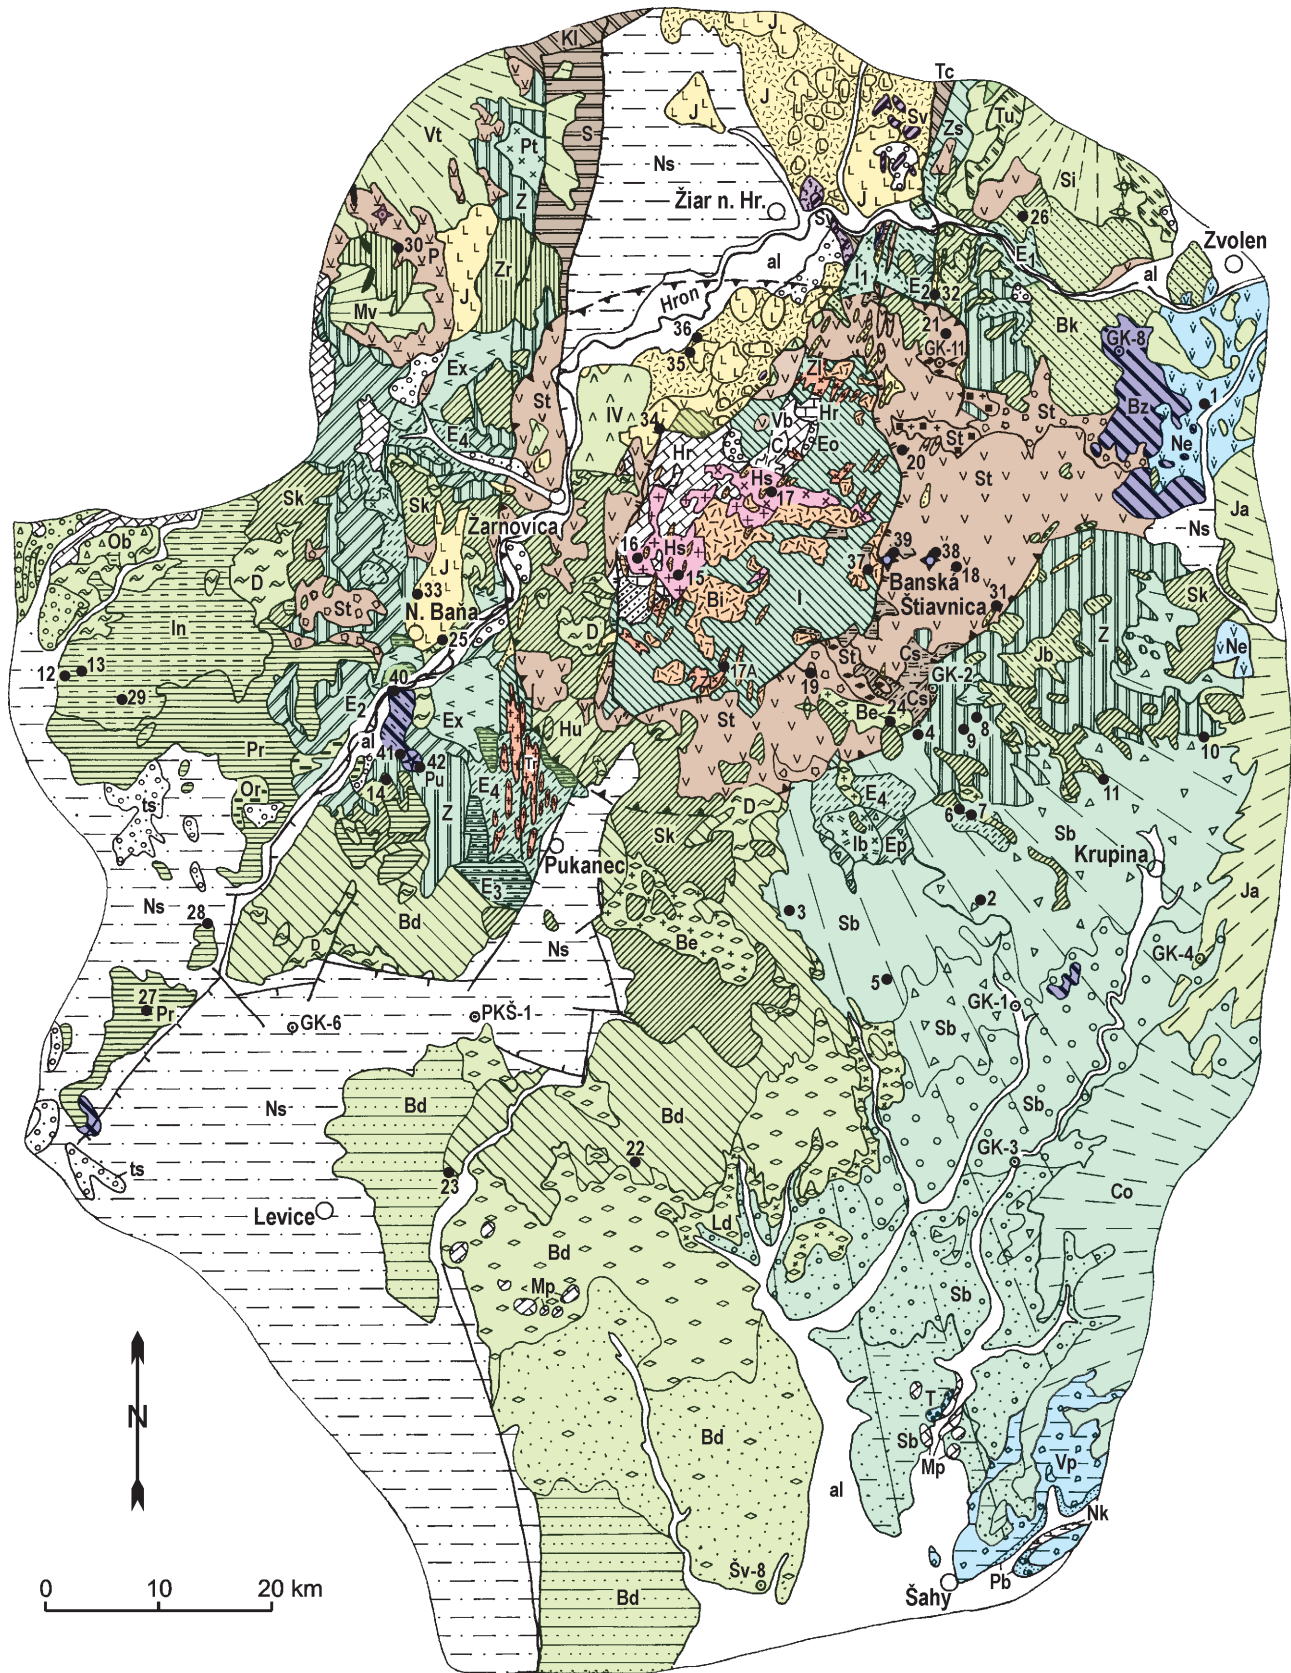 Kl
J
Tc
Vt
S
J
J
Sv
Zs
Tu
Pt
Ns
Si
Z
Žiar n. Hr.
J
26
30
P
Sv
Zvolen
Zr
al
I1
E1
al
J
E2
32
Mv
Hron
36
21
Bk
GK-8
Ex
35
GK-11
Zl
St
IV
34
Vb
Hr
St
Bz
1
E4
C
Eo
St
Ne
Hr
20
Sk
Sk
Hs
17
St
Ja
Žarnovica
Ns
Ob
16
Hs
39
38
D
J
15
37
18
33
Banská
Štiavnica
31
St
Bi
I
Sk
In
N. Baňa
25
D
Z
12
13
St
Cs
Jb
Ne
40
17A
19
GK-2
29
E2
Cs
Ex
Hu
St
Be
24
8
Pr
al
4
9
10
41
42
Tr
Pu
14
E4
11
ts
Or
Z
D
E4
6
7
Sk
Ib
Ep
Sb
Krupina
Pukanec
E3
Ns
28
Bd
3
2
Ja
D
Ns
Be
Sb
GK-4
27
5
GK-1
Pr
GK-6
PKŠ-1
Sb
Ns
Bd
Bd
Sb
22
GK-3
ts
23
Co
Levice
Ld
Bd
Mp
Sb
N
T
Bd
Sb
Mp
Vp
al
Nk
Šv-8
Pb
0 10 20 km
Bd
Šahy